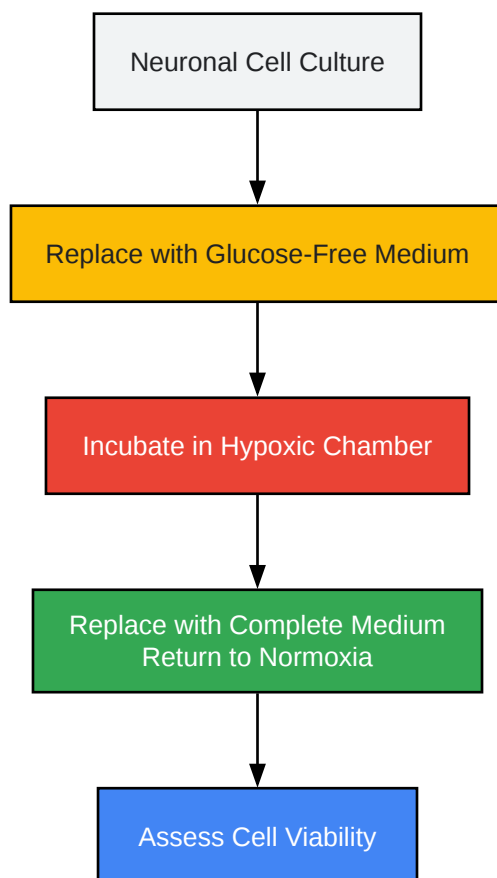 Neuronal Cell Culture
Replace with Glucose-Free Medium
Incubate in Hypoxic Chamber
Replace with Complete Medium
Return to Normoxia
Assess Cell Viability